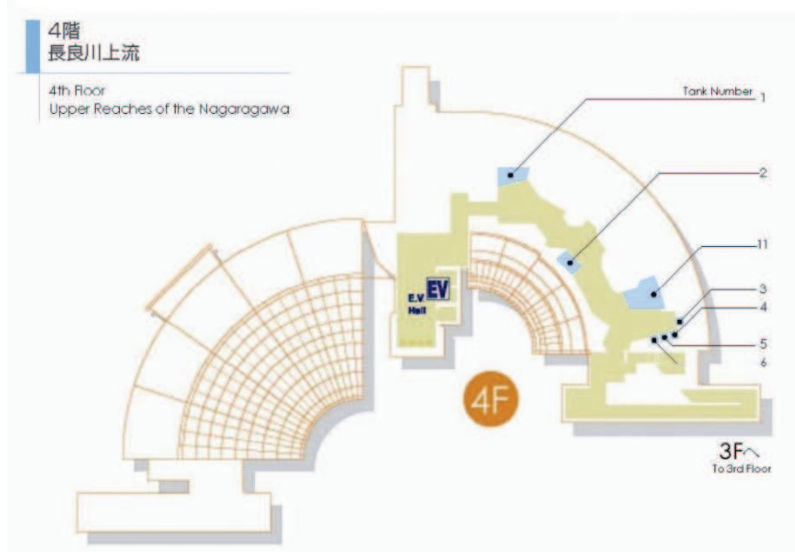 4階
長良川上流
4th Floor
Upper Reaches of the Nagaragawa
Tank Number 1
2
11
3
4
5
6
EV
E.V
Hall
4F
3Fへ
To 3rd Floor